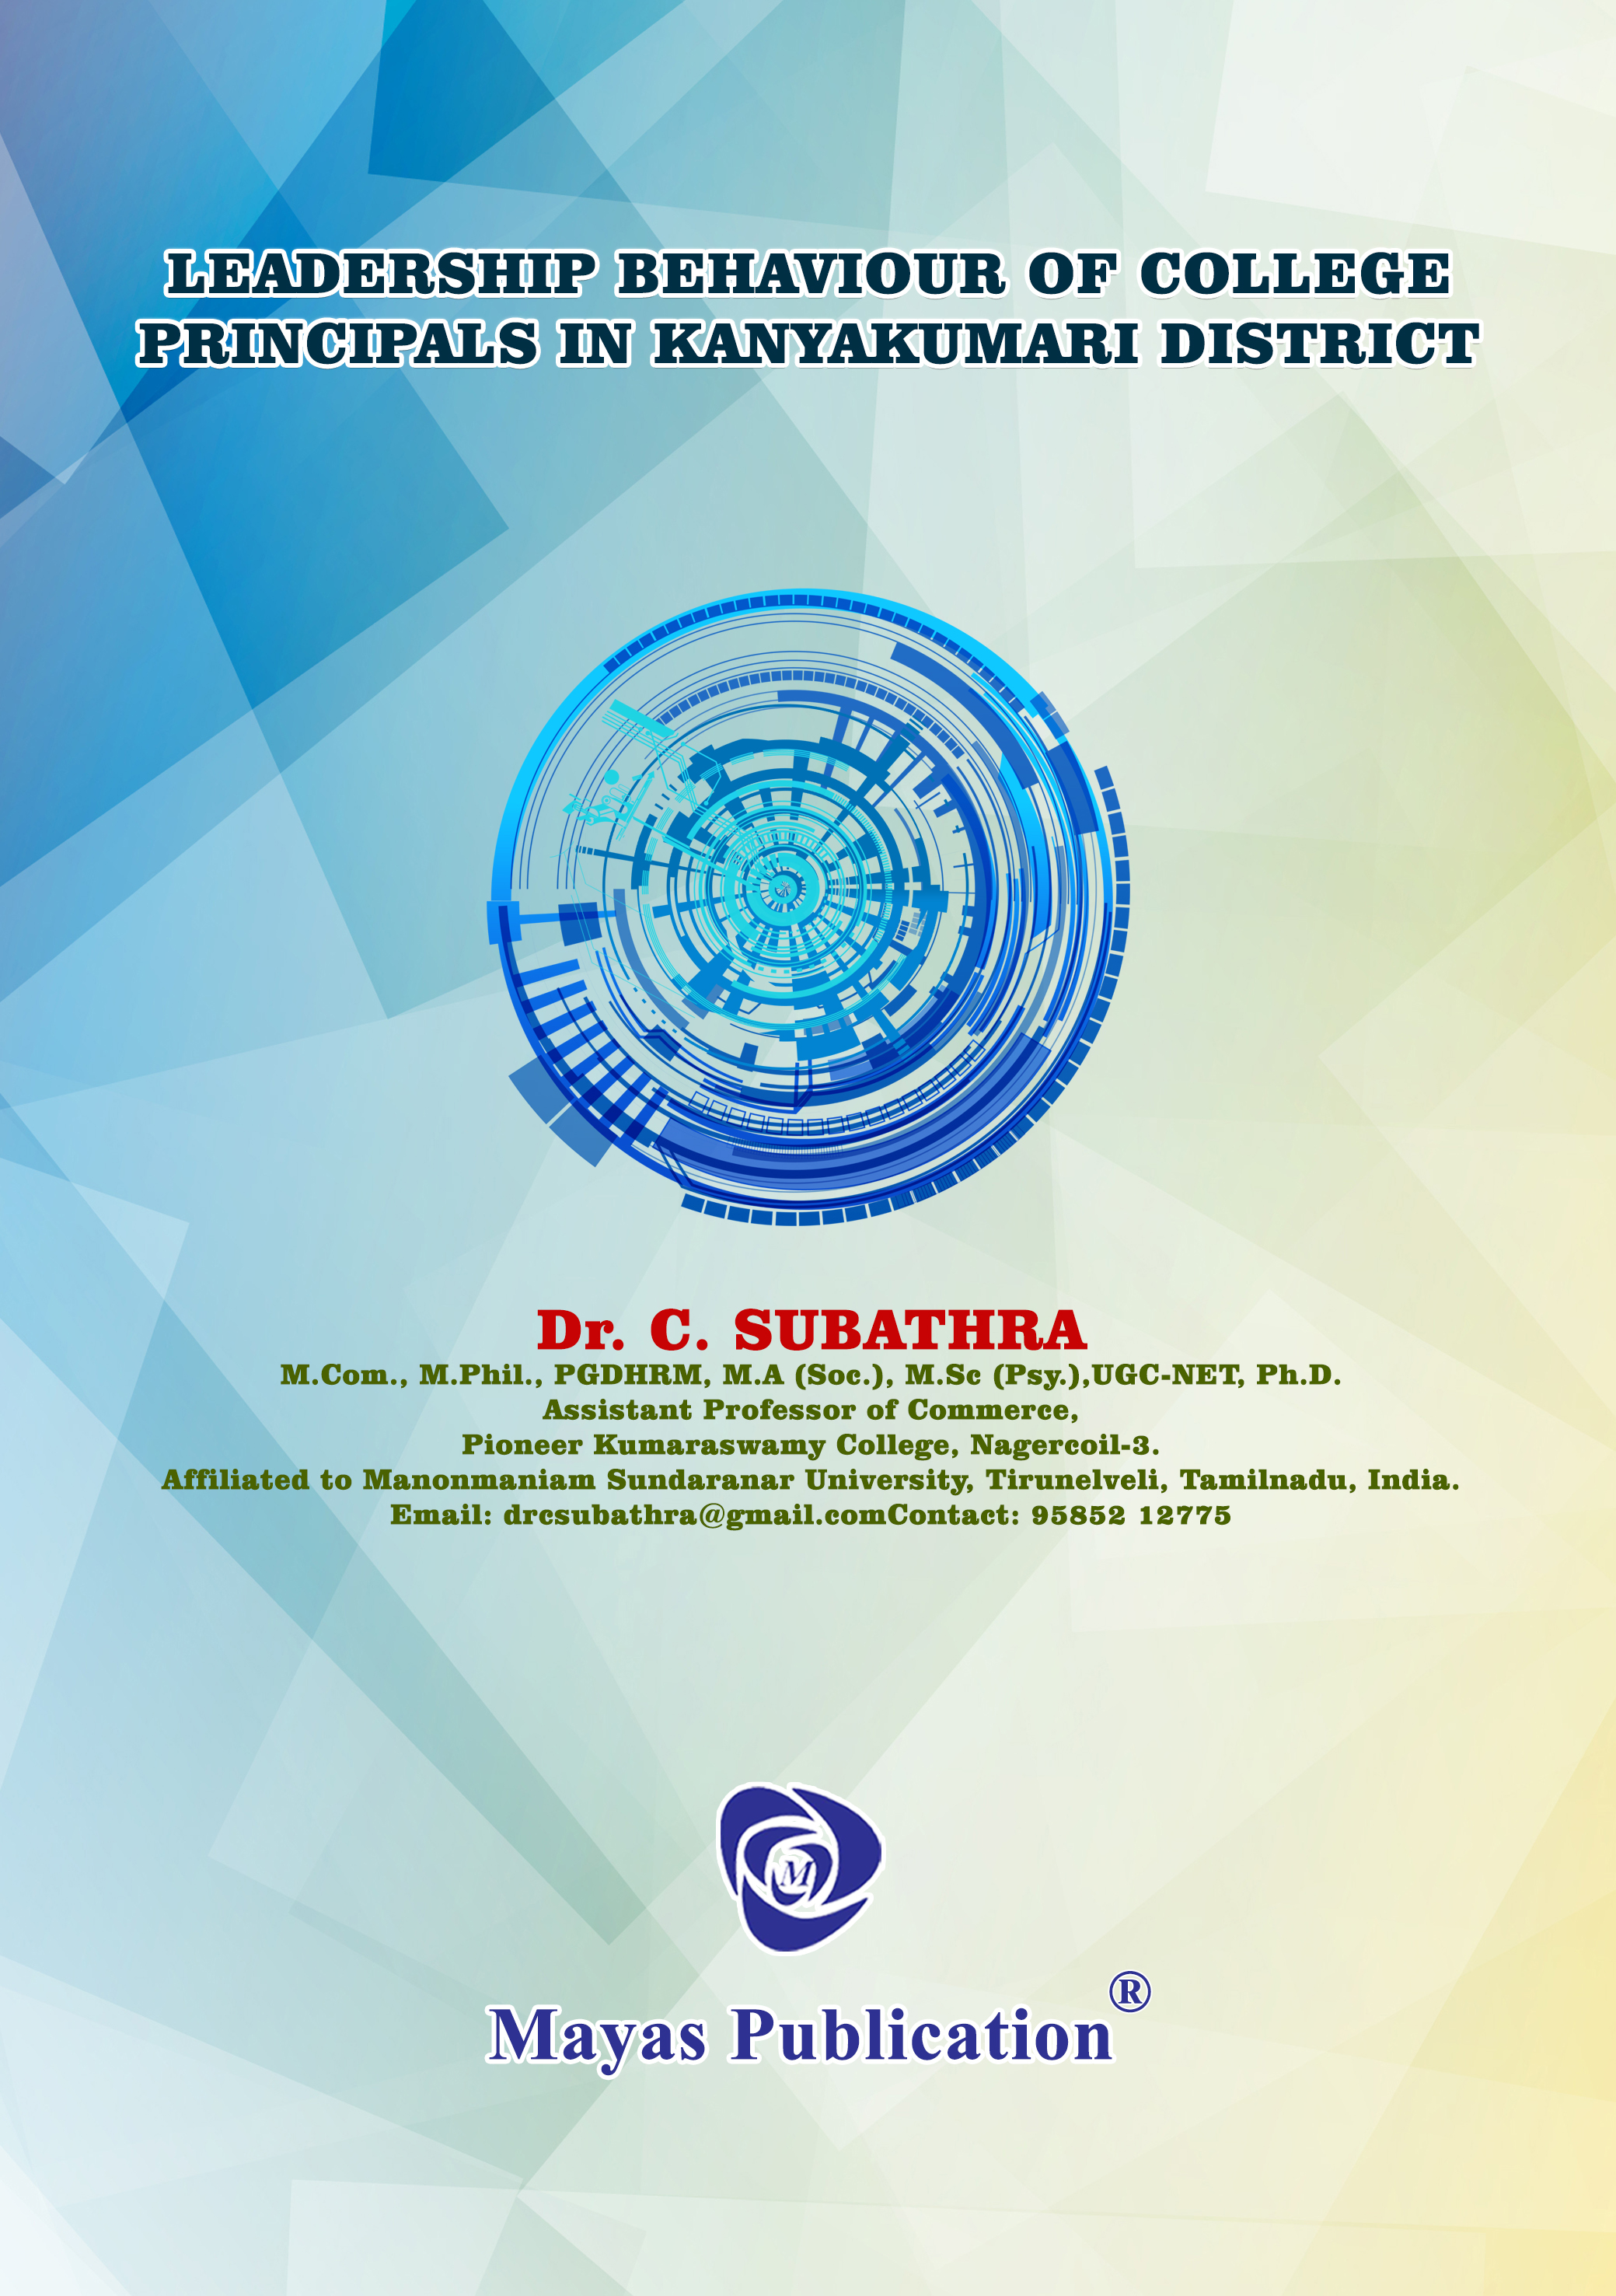 LEADERSHIP BEHAVIOUR OF COLLEGE
PRINCIPALS IN KANYAKUMARI DISTRICT
Dr. C. SUBATHRA
M.Com., M.Phil., PGDHRM, M.A (Soc.), M.Sc (Psy.),UGC-NET, Ph.D.
Assistant Professor of Commerce,
Pioneer Kumaraswamy College, Nagercoil-3.
Affiliated to Manonmaniam Sundaranar University, Tirunelveli, Tamilnadu, India.
Email: drcsubathra@gmail.comContact: 95852 12775
M
Mayas Publication®